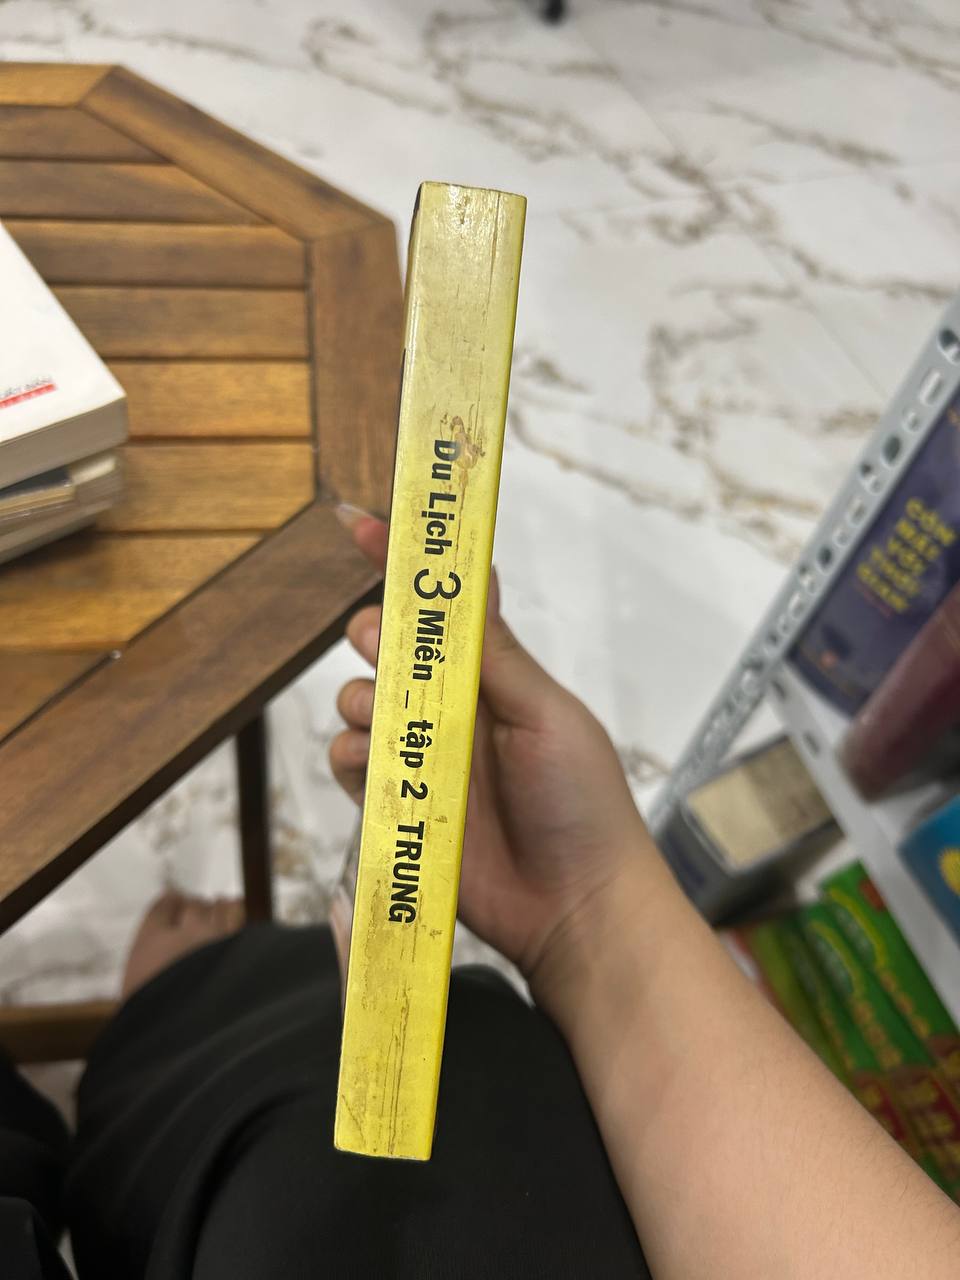 Du Lịch 3 Miền _ tập 2 TRUNG